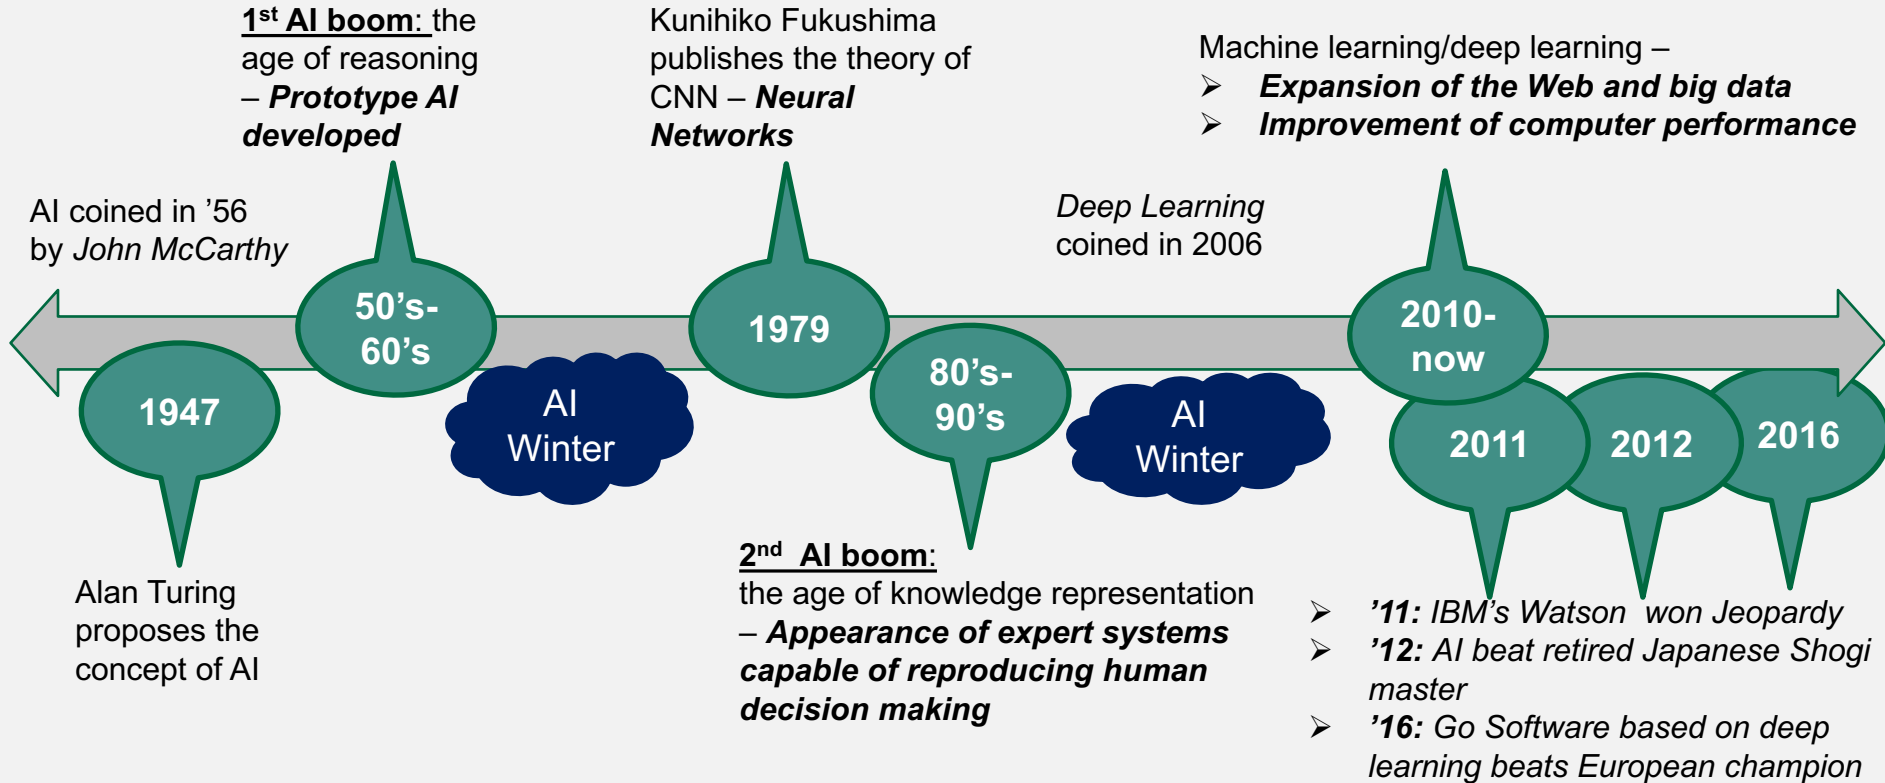 1st AI boom: the
age of reasoning
– Prototype AI
developed
Kunihiko Fukushima
publishes the theory of
CNN – Neural
Networks
Machine learning/deep learning –
➢ Expansion of the Web and big data
➢ Improvement of computer performance
AI coined in ’56
by John McCarthy
Deep Learning
coined in 2006
50’s-
60’s
1979
2010-
now
1947
80’s-
90’s
AI
Winter
AI
Winter
2011
2012
2016
Alan Turing
proposes the
concept of AI
2nd AI boom:
the age of knowledge representation
– Appearance of expert systems
capable of reproducing human
decision making
➢ ’11: IBM’s Watson won Jeopardy
➢ ’12: AI beat retired Japanese Shogi
master
➢ ’16: Go Software based on deep
learning beats European champion